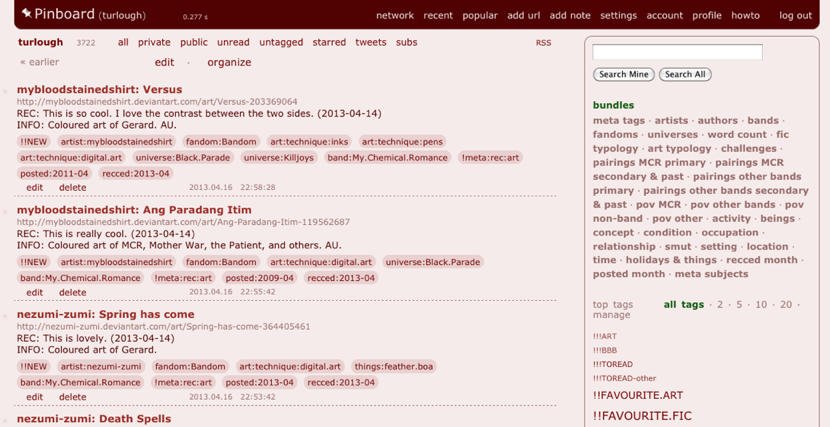 Pinboard (turlough) 0.277 s network recent popular add url add note settings account profile howto log out
turlough 3722 all private public unread untagged starred tweets subs RSS
« earlier edit · organize
mybloodstainedshirt: Versus
http://mybloodstainedshirt.deviantart.com/art/Versus-203369064
REC: This is so cool. I love the contrast between the two sides. (2013-04-14)
INFO: Coloured art of Gerard. AU.
!!NEW artist:mybloodstainedshirt fandom:Bandom art:technique:inks art:technique:pens
art:technique:digital.art universe:Black.Parade universe:KillJoys band:My.Chemical.Romance !meta:rec:art
posted:2011-04 recced:2013-04
edit delete 2013.04.16 22:58:28
mybloodstainedshirt: Ang Paradang Itim
http://mybloodstainedshirt.deviantart.com/art/Ang-Paradang-Itim-119562687
REC: This is really cool. (2013-04-14)
INFO: Coloured art of MCR, Mother War, the Patient, and others. AU.
!!NEW artist:mybloodstainedshirt fandom:Bandom art:technique:digital.art universe:Black.Parade
band:My.Chemical.Romance !meta:rec:art posted:2009-04 recced:2013-04
edit delete 2013.04.16 22:55:42
nezumi-zumi: Spring has come
http://nezumi-zumi.deviantart.com/art/Spring-has-come-364405461
REC: This is lovely. (2013-04-14)
INFO: Coloured art of Gerard.
!!NEW artist:nezumi-zumi fandom:Bandom art:technique:digital.art things:feather.boa
band:My.Chemical.Romance !meta:rec:art posted:2013-04 recced:2013-04
edit delete 2013.04.16 22:53:42
nezumi-zumi: Death Spells
Search Mine Search All
bundles
meta tags · artists · authors · bands ·
fandoms · universes · word count · fic
typology · art typology · challenges ·
pairings MCR primary · pairings MCR
secondary & past · pairings other bands
primary · pairings other bands secondary
& past · pov MCR · pov other bands · pov
non-band · pov other · activity · beings ·
concept · condition · occupation ·
relationship · smut · setting · location ·
time · holidays & things · recced month ·
posted month · meta subjects
top tags all tags · 2 · 5 · 10 · 20 ·
manage
!!!ART
!!!BBB
!!!TOREAD
!!!TOREAD-other
!!FAVOURITE.ART
!!FAVOURITE.FIC